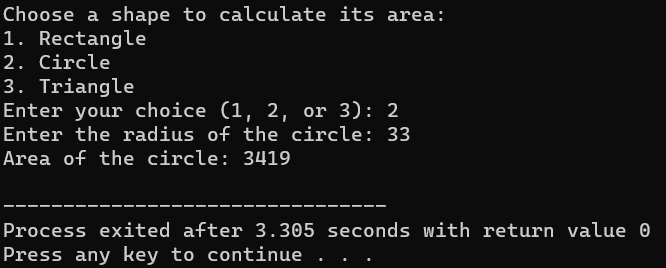 Choose a shape to calculate its area:
1. Rectangle
2. Circle
3. Triangle
Enter your choice (1, 2, or 3): 2
Enter the radius of the circle: 33
Area of the circle: 3419
--------------------------------
Process exited after 3.305 seconds with return value 0
Press any key to continue . . .